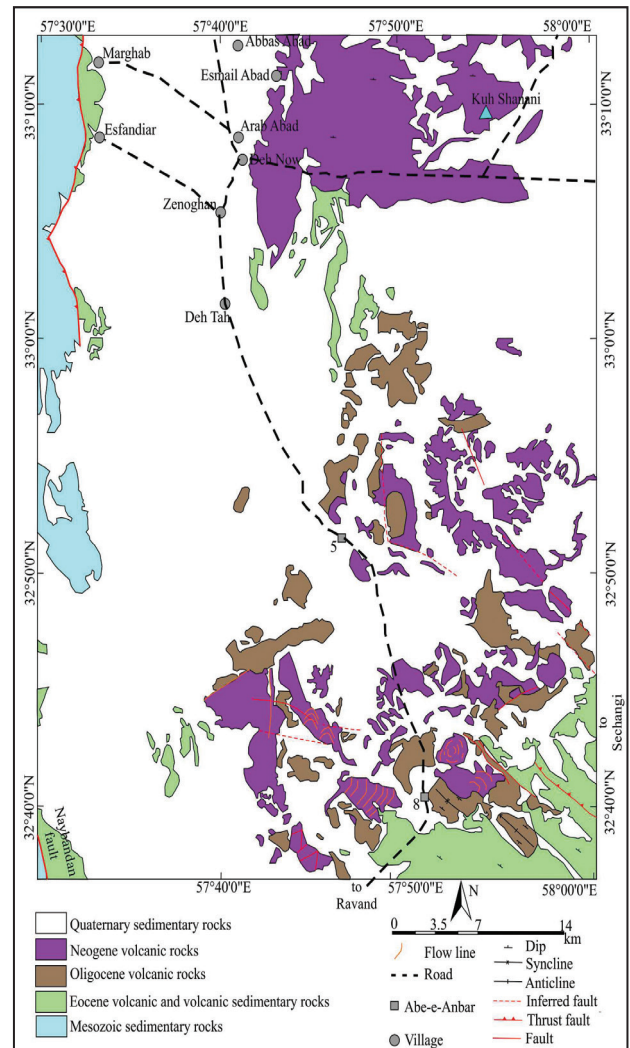 57°30'0"E 57°40'0"E 57°50'0"E 58°0'0"E
Abbas Abad
Marghab
Esmail Abad
Kuh Shanani
33°10'0"N
33°10'0"N
Esfandiar
Arab Abad
Deh Now
Zenoghan
Deh Tah
33°0'0"N
33°0'0"N
5
32°50'0"N
32°50'0"N
to
Sechangi
8
32°40'0"N
32°40'0"N
Naybandan
fault
57°40'0"E 57°50'0"E 58°0'0"E
to
Ravand
N
Quaternary sedimentary rocks
Neogene volcanic rocks
Oligocene volcanic rocks
Eocene volcanic and volcanic sedimentary rocks
Mesozoic sedimentary rocks
0 3.5 7 14
km
Flow line
Road
Abe-e-Anbar
Village
Dip
Syncline
Anticline
Inferred fault
Thrust fault
Fault